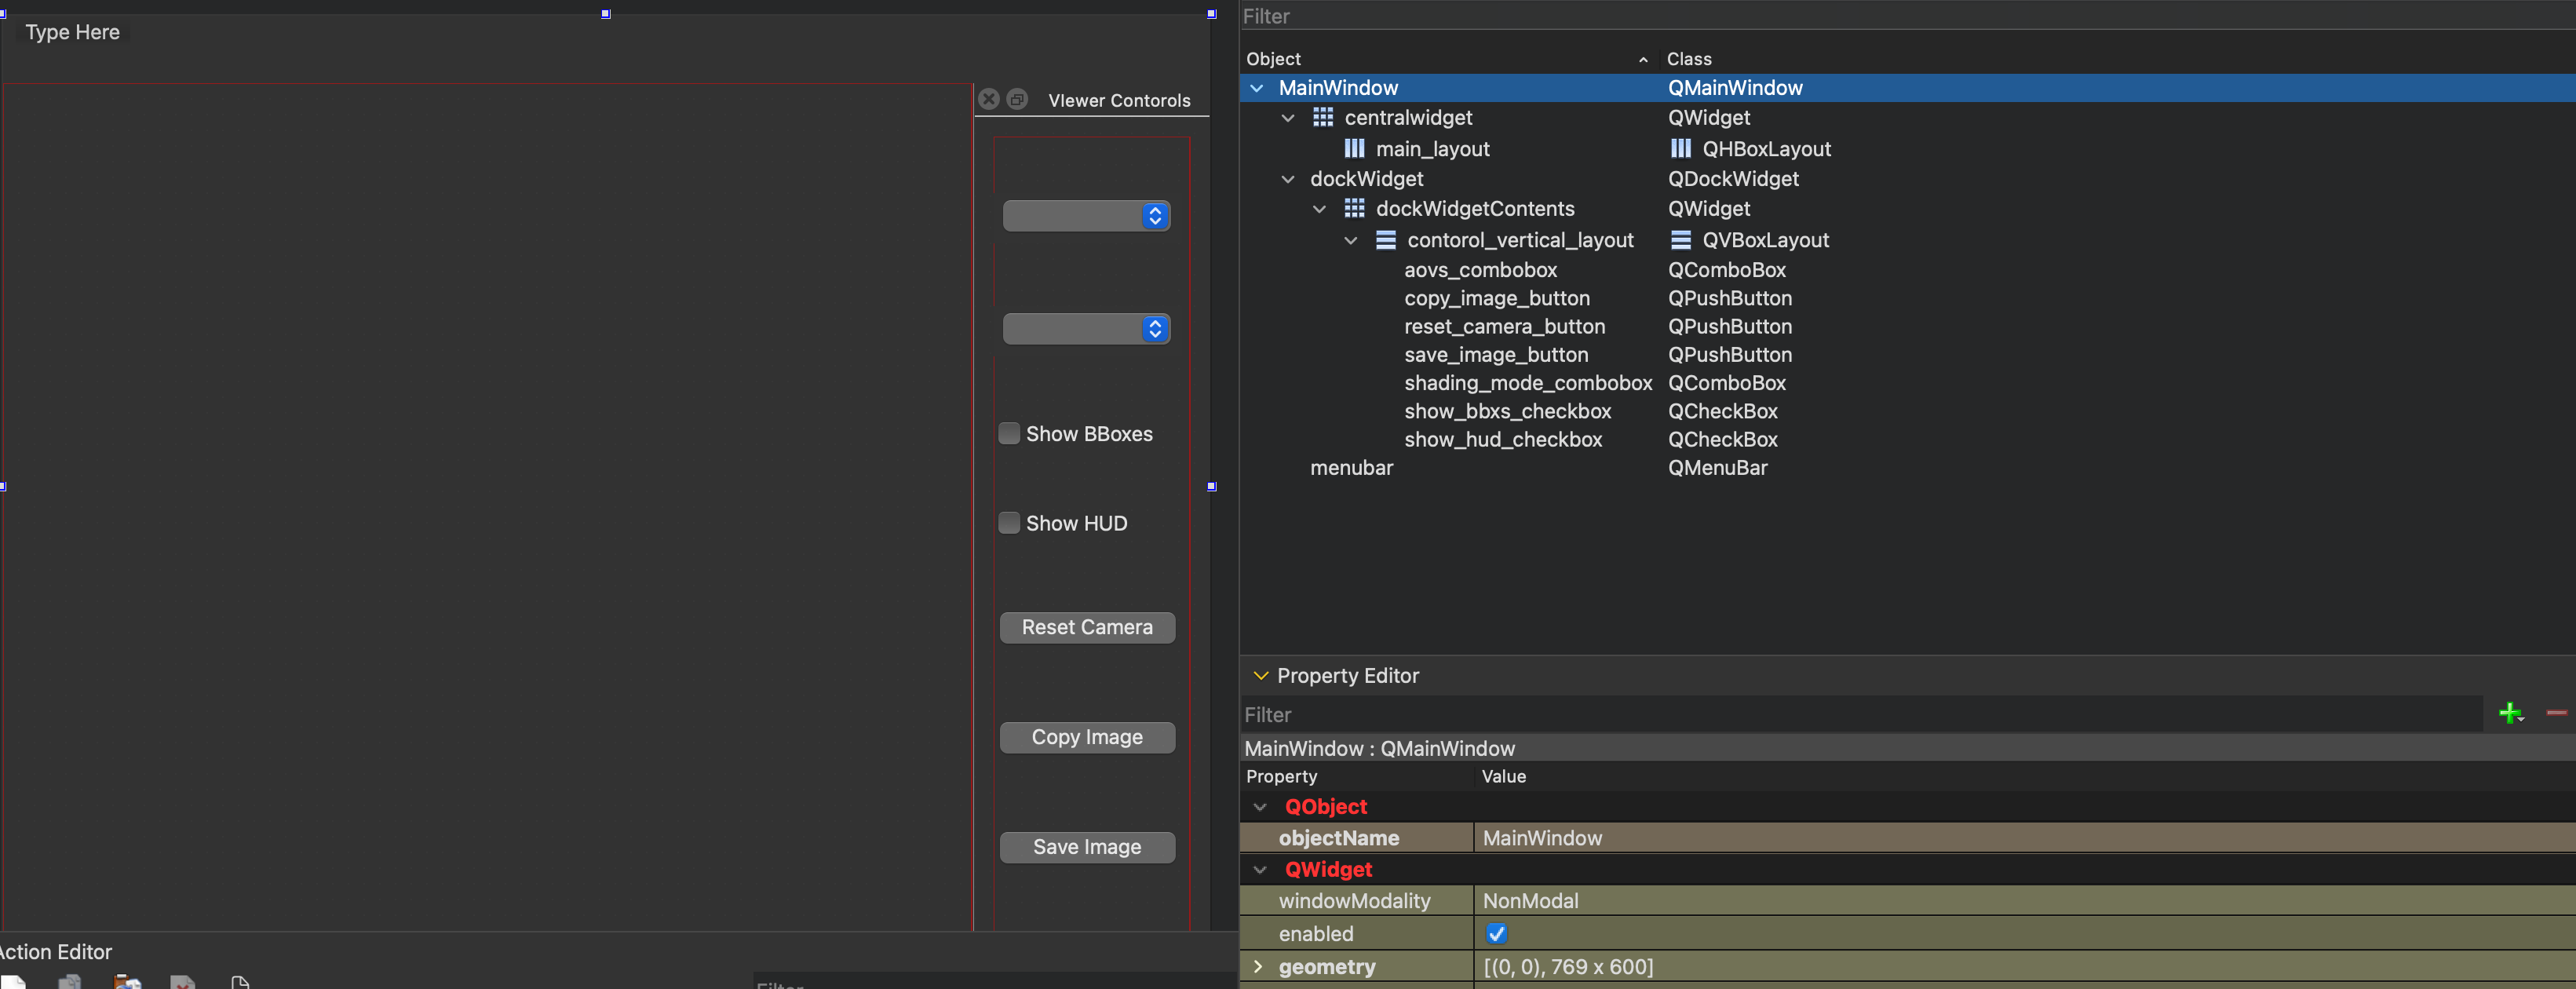 Type Here
VIewer Contorols
Show BBoxes
Show HUD
Reset Camera
Copy Image
Save Image
Action Editor
Filter
Filter
Object Class
MainWindow QMainWindow
centralwidget QWidget
main_layout QHBoxLayout
dockWidget QDockWidget
dockWidgetContents QWidget
contorol_vertical_layout QVBoxLayout
aovs_combobox QComboBox
copy_image_button QPushButton
reset_camera_button QPushButton
save_image_button QPushButton
shading_mode_combobox QComboBox
show_bbxs_checkbox QCheckBox
show_hud_checkbox QCheckBox
menubar QMenuBar
Property Editor
Filter
MainWindow : QMainWindow
Property Value
QObject
objectName MainWindow
QWidget
windowModality NonModal
enabled
geometry [(0, 0), 769 x 600]